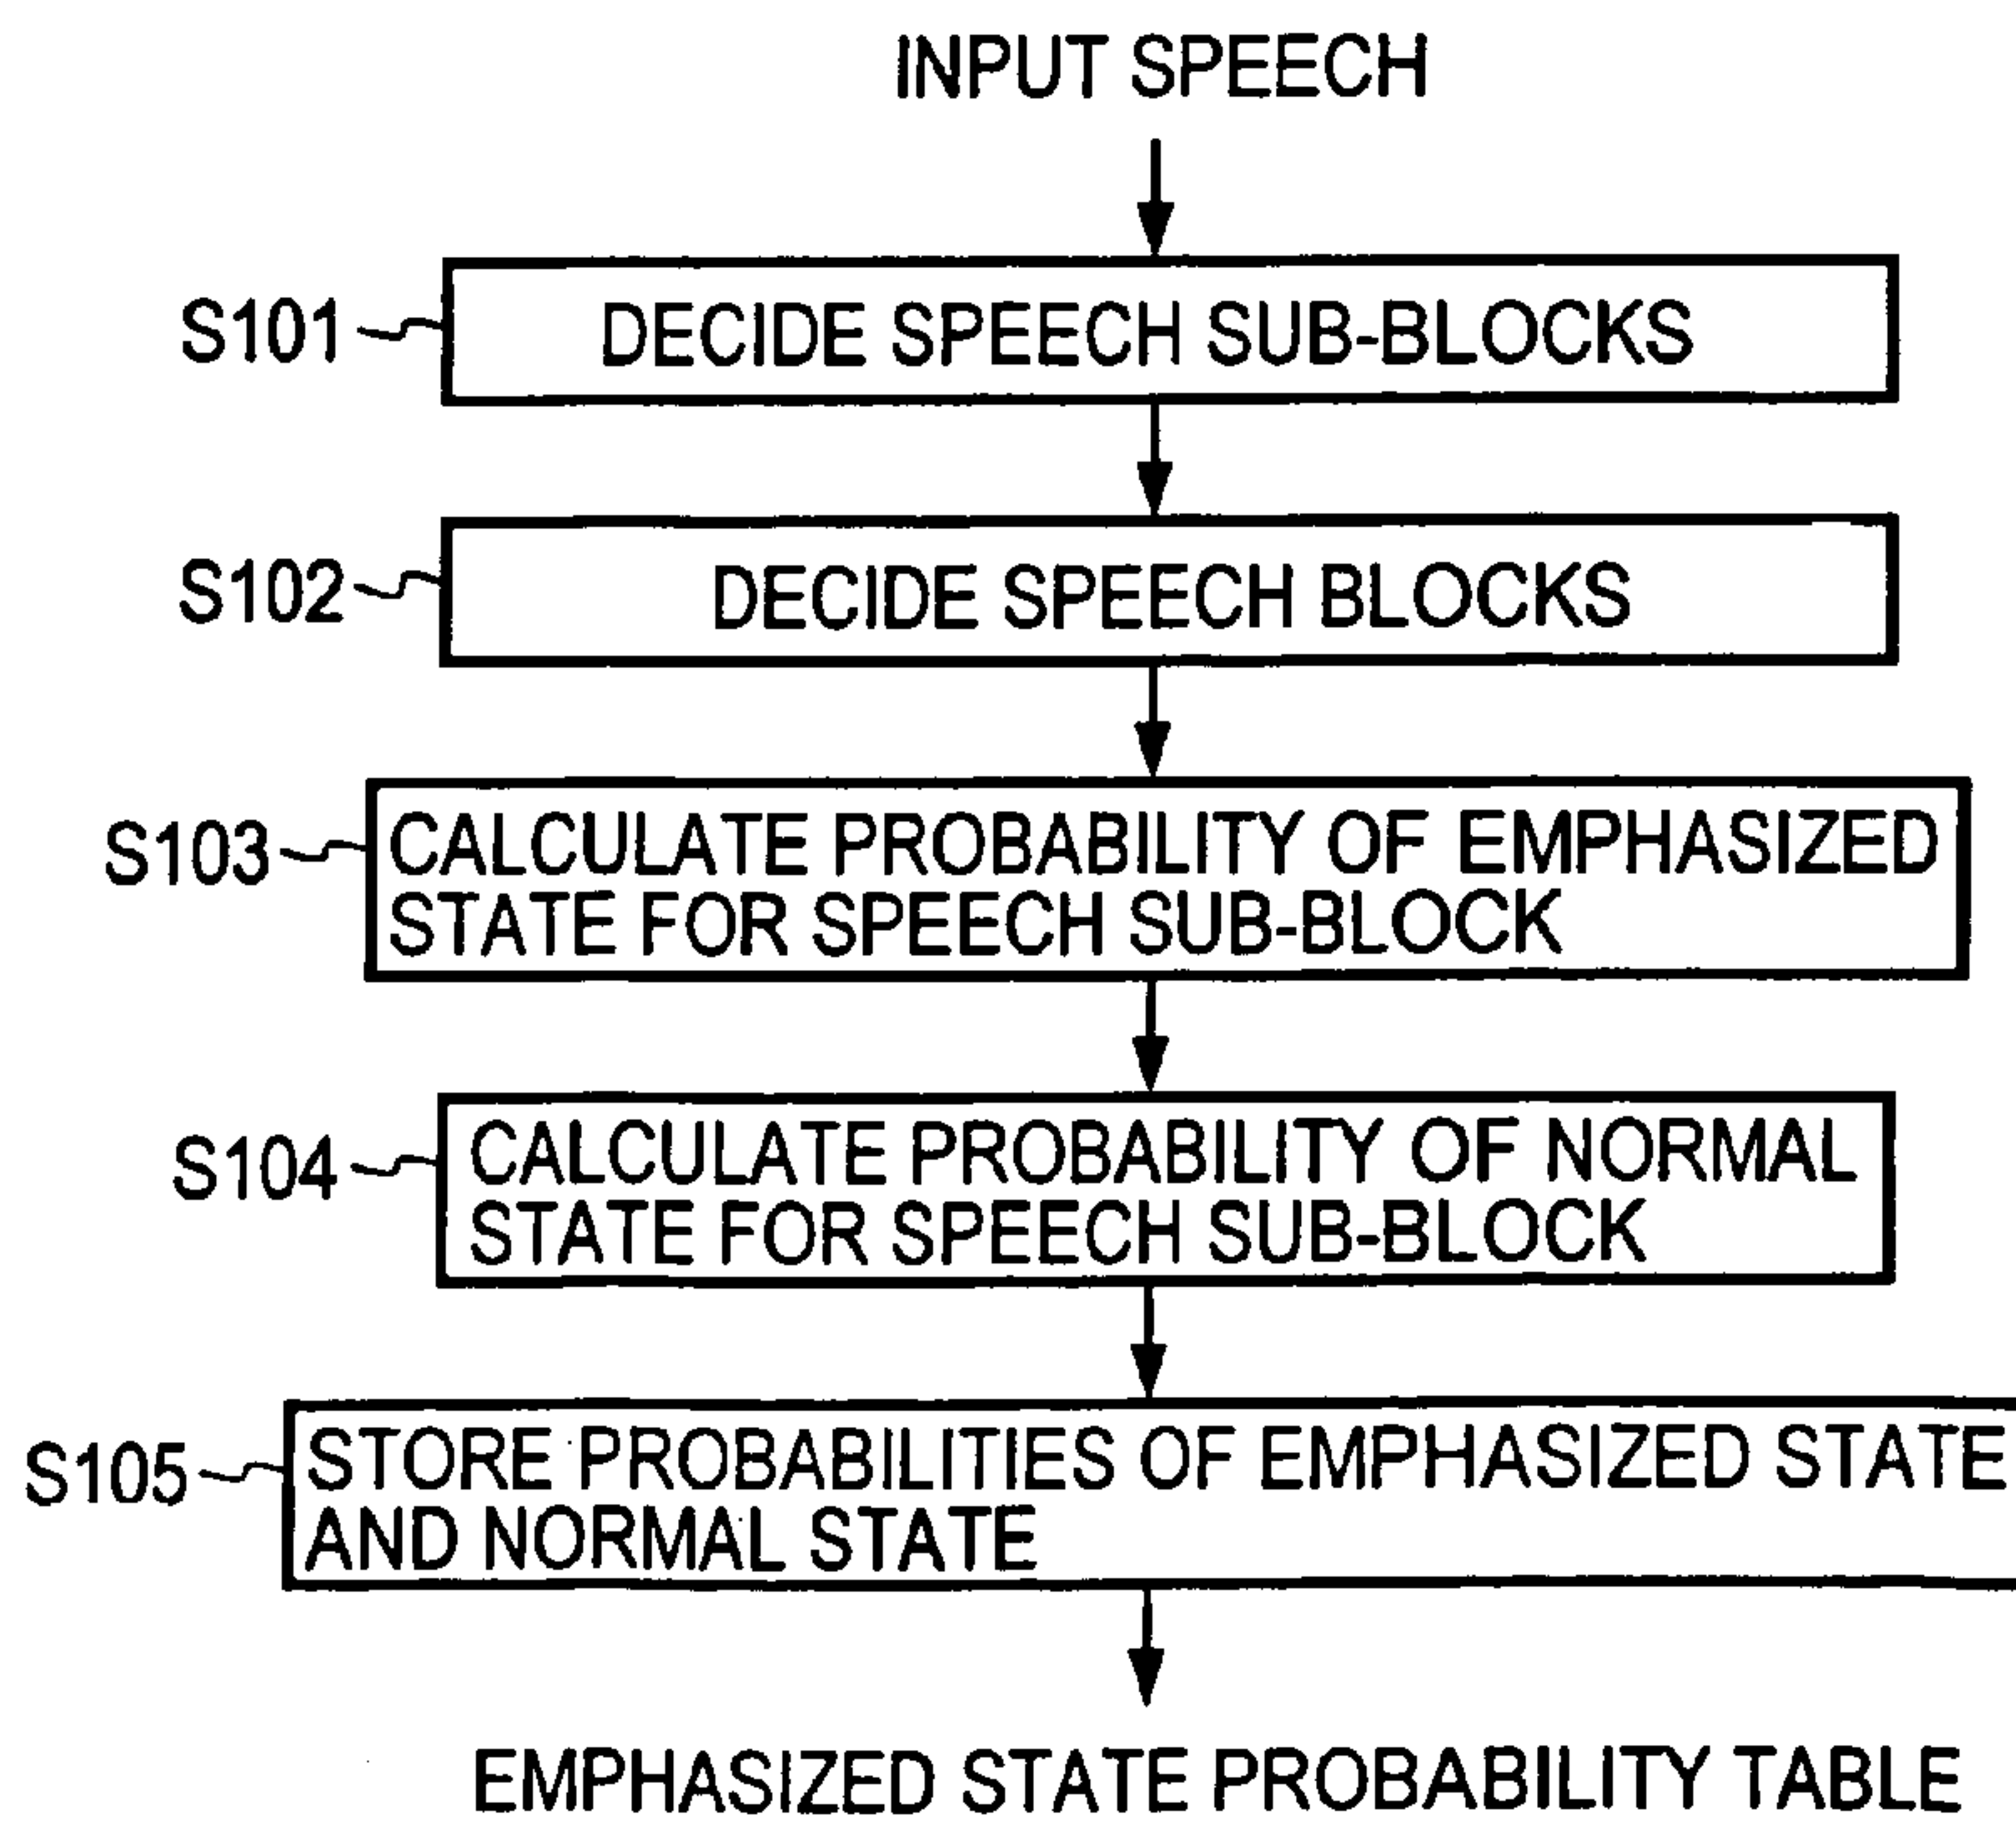 INPUT SPEECH
S101
DECIDE SPEECH SUB-BLOCKS
S102
DECIDE SPEECH BLOCKS
S103
CALCULATE PROBABILITY OF EMPHASIZED
STATE FOR SPEECH SUB-BLOCK
S104
CALCULATE PROBABILITY OF NORMAL
STATE FOR SPEECH SUB-BLOCK
S105
STORE PROBABILITIES OF EMPHASIZED STATE
AND NORMAL STATE
EMPHASIZED STATE PROBABILITY TABLE